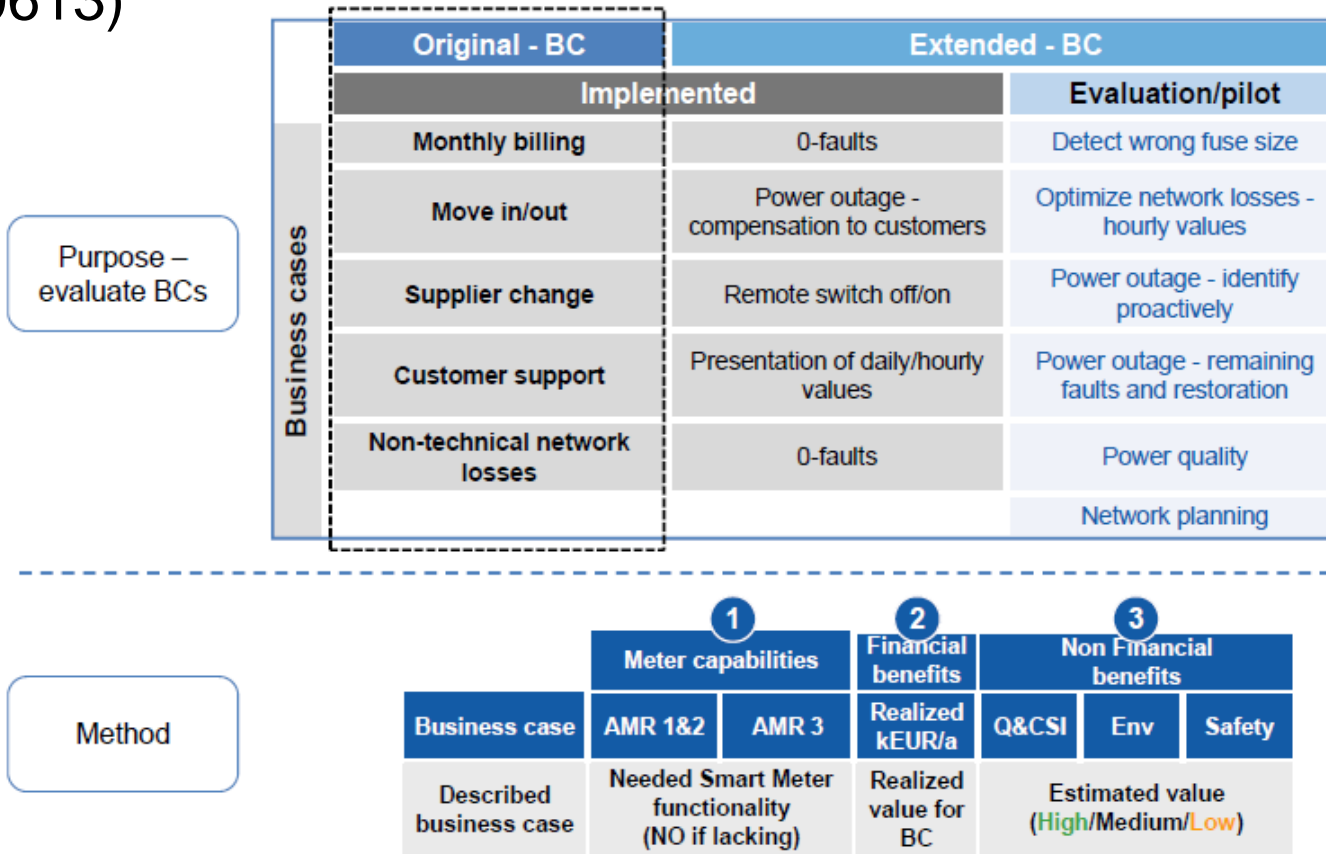 0613)
Original - BC
Extended - BC
Implemented
Evaluation/pilot
Business cases
Monthly billing
0-faults
Detect wrong fuse size
Move in/out
Power outage -
compensation to customers
Optimize network losses -
hourly values
Purpose –
evaluate BCs
Supplier change
Remote switch off/on
Power outage - identify
proactively
Customer support
Presentation of daily/hourly
values
Power outage - remaining
faults and restoration
Non-technical network
losses
0-faults
Power quality
Network planning
Method
1
Meter capabilities
2
Financial
benefits
3
Non Financial
benefits
Business case
AMR 1&2
AMR 3
Realized
kEUR/a
Q&CSI
Env
Safety
Described
business case
Needed Smart Meter
functionality
(NO if lacking)
Realized
value for
BC
Estimated value
(High/Medium/Low)